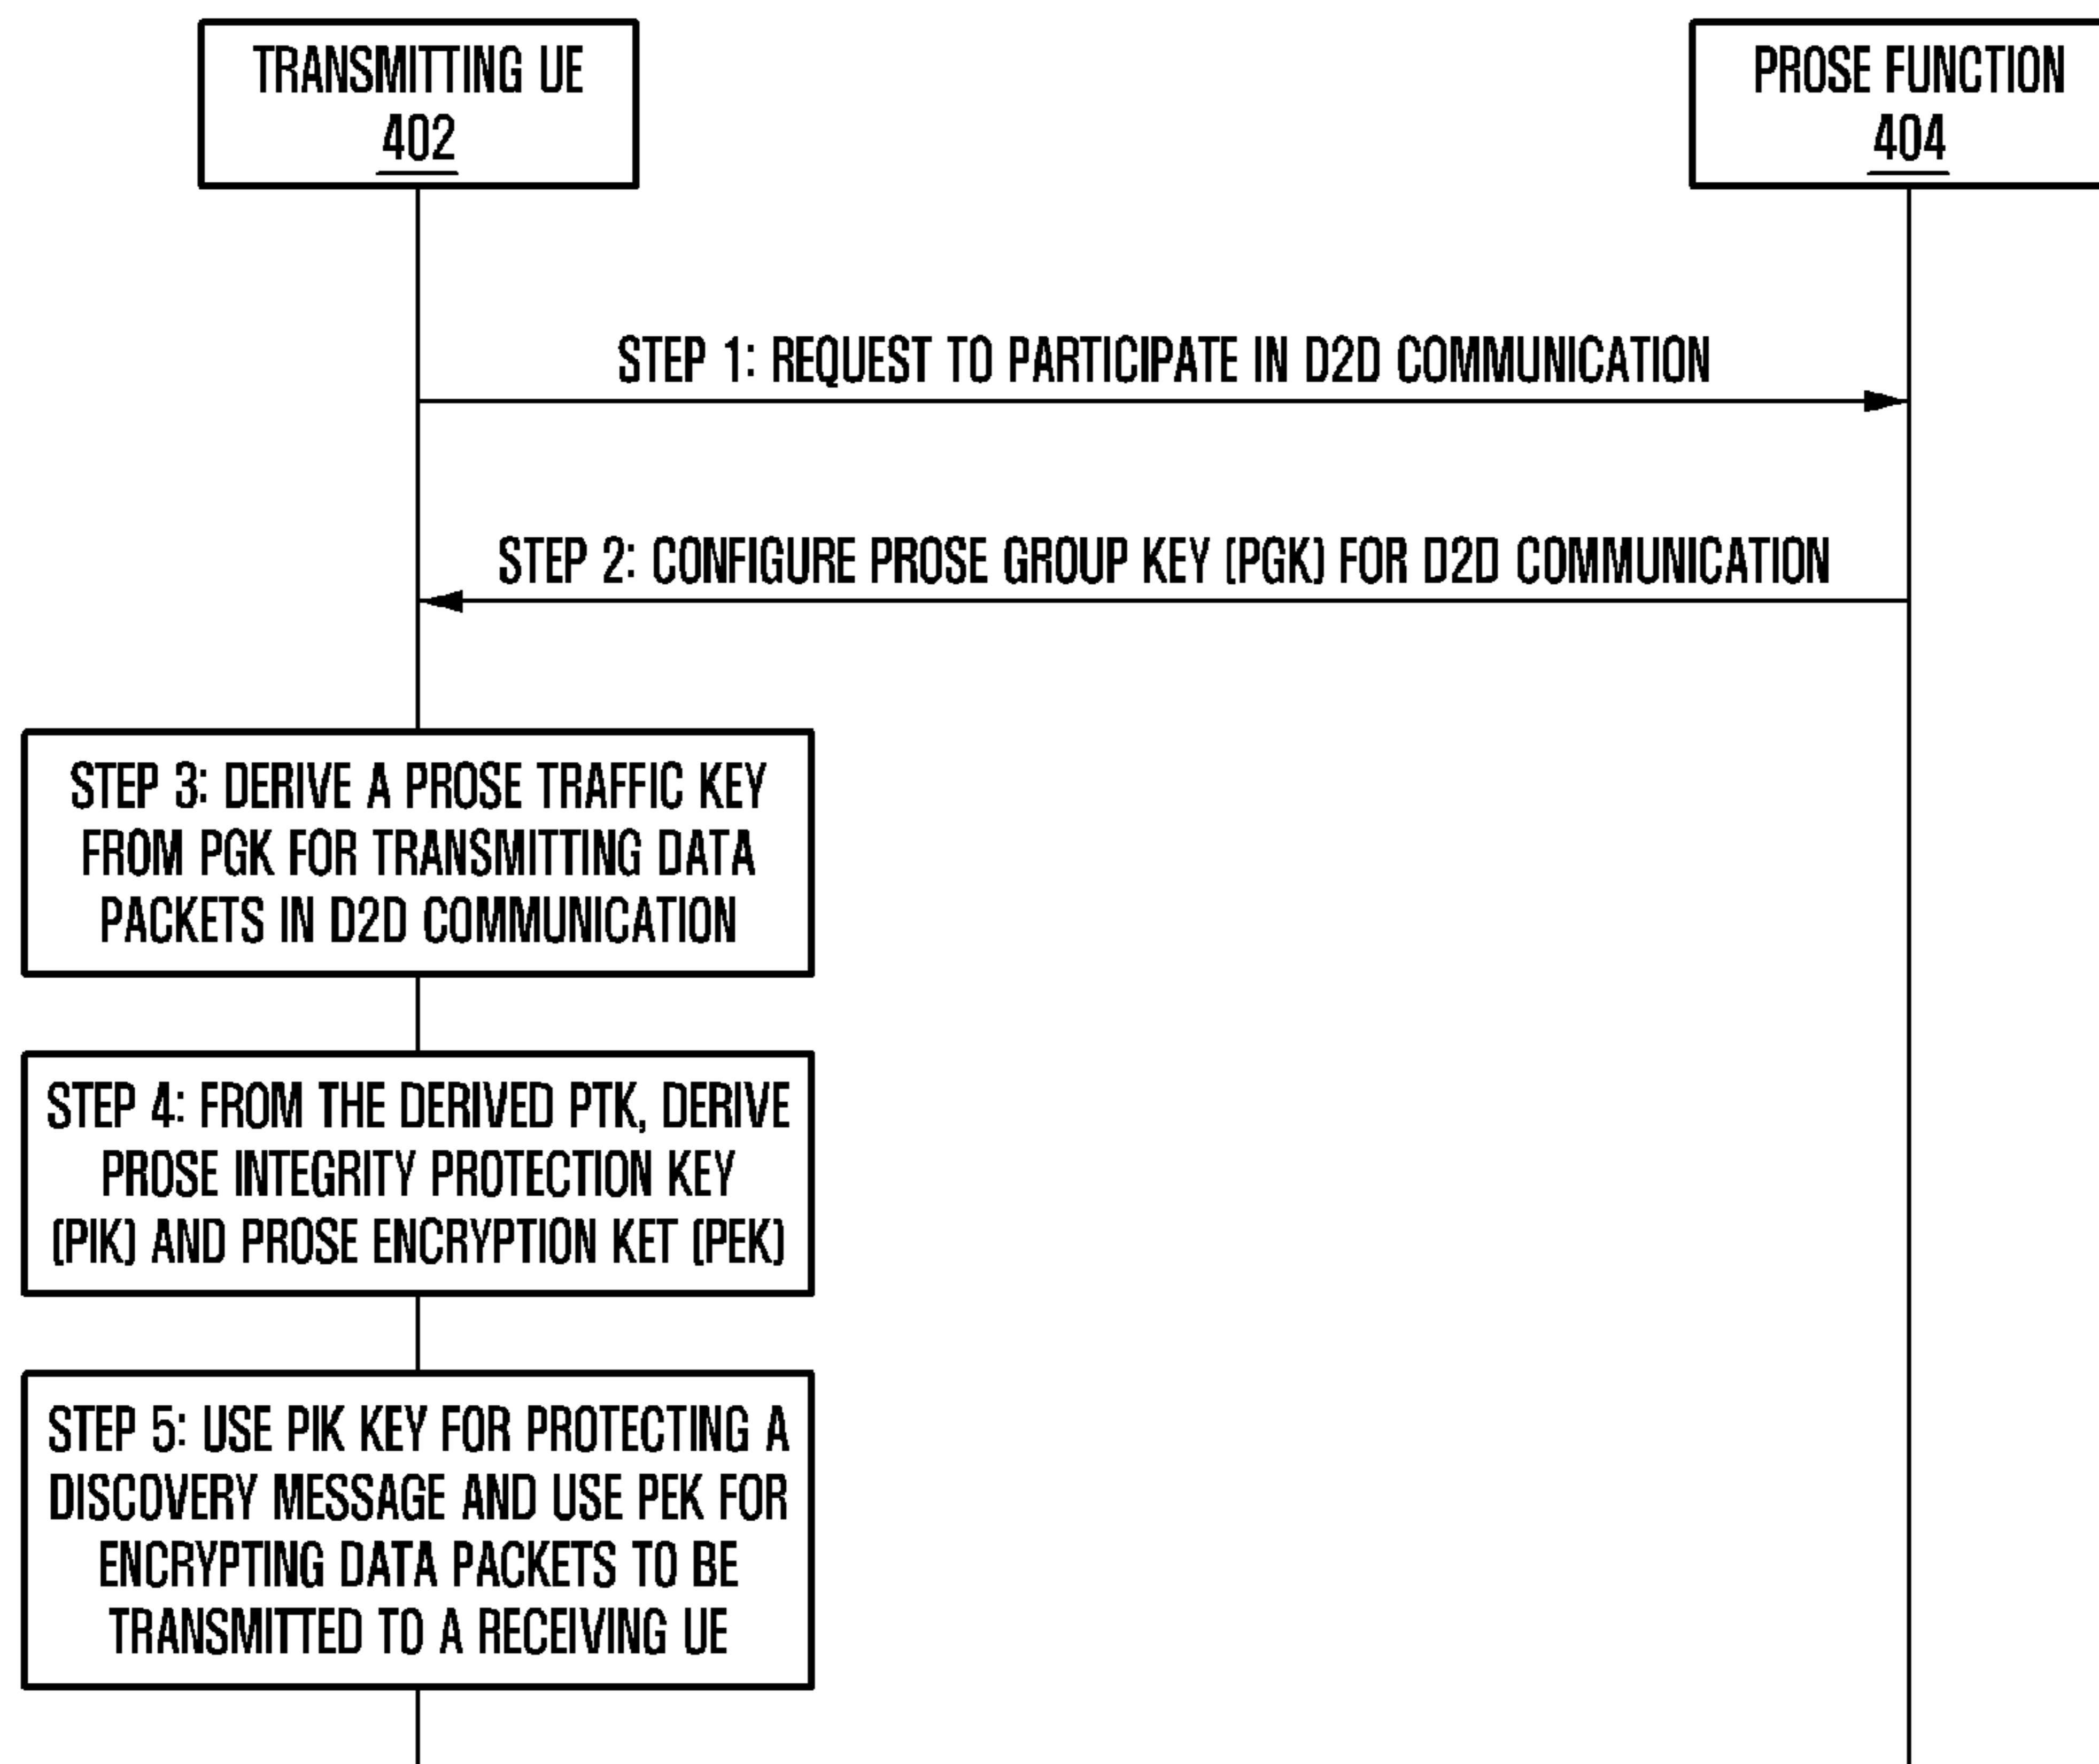 TRANSMITTING UE
402
PROSE FUNCTION
404
STEP 1: REQUEST TO PARTICIPATE IN D2D COMMUNICATION
STEP 2: CONFIGURE PROSE GROUP KEY (PGK) FOR D2D COMMUNICATION
STEP 3: DERIVE A PROSE TRAFFIC KEY
FROM PGK FOR TRANSMITTING DATA
PACKETS IN D2D COMMUNICATION
STEP 4: FROM THE DERIVED PTK, DERIVE
PROSE INTEGRITY PROTECTION KEY
(PIK) AND PROSE ENCRYPTION KET (PEK)
STEP 5: USE PIK KEY FOR PROTECTING A
DISCOVERY MESSAGE AND USE PEK FOR
ENCRYPTING DATA PACKETS TO BE
TRANSMITTED TO A RECEIVING UE